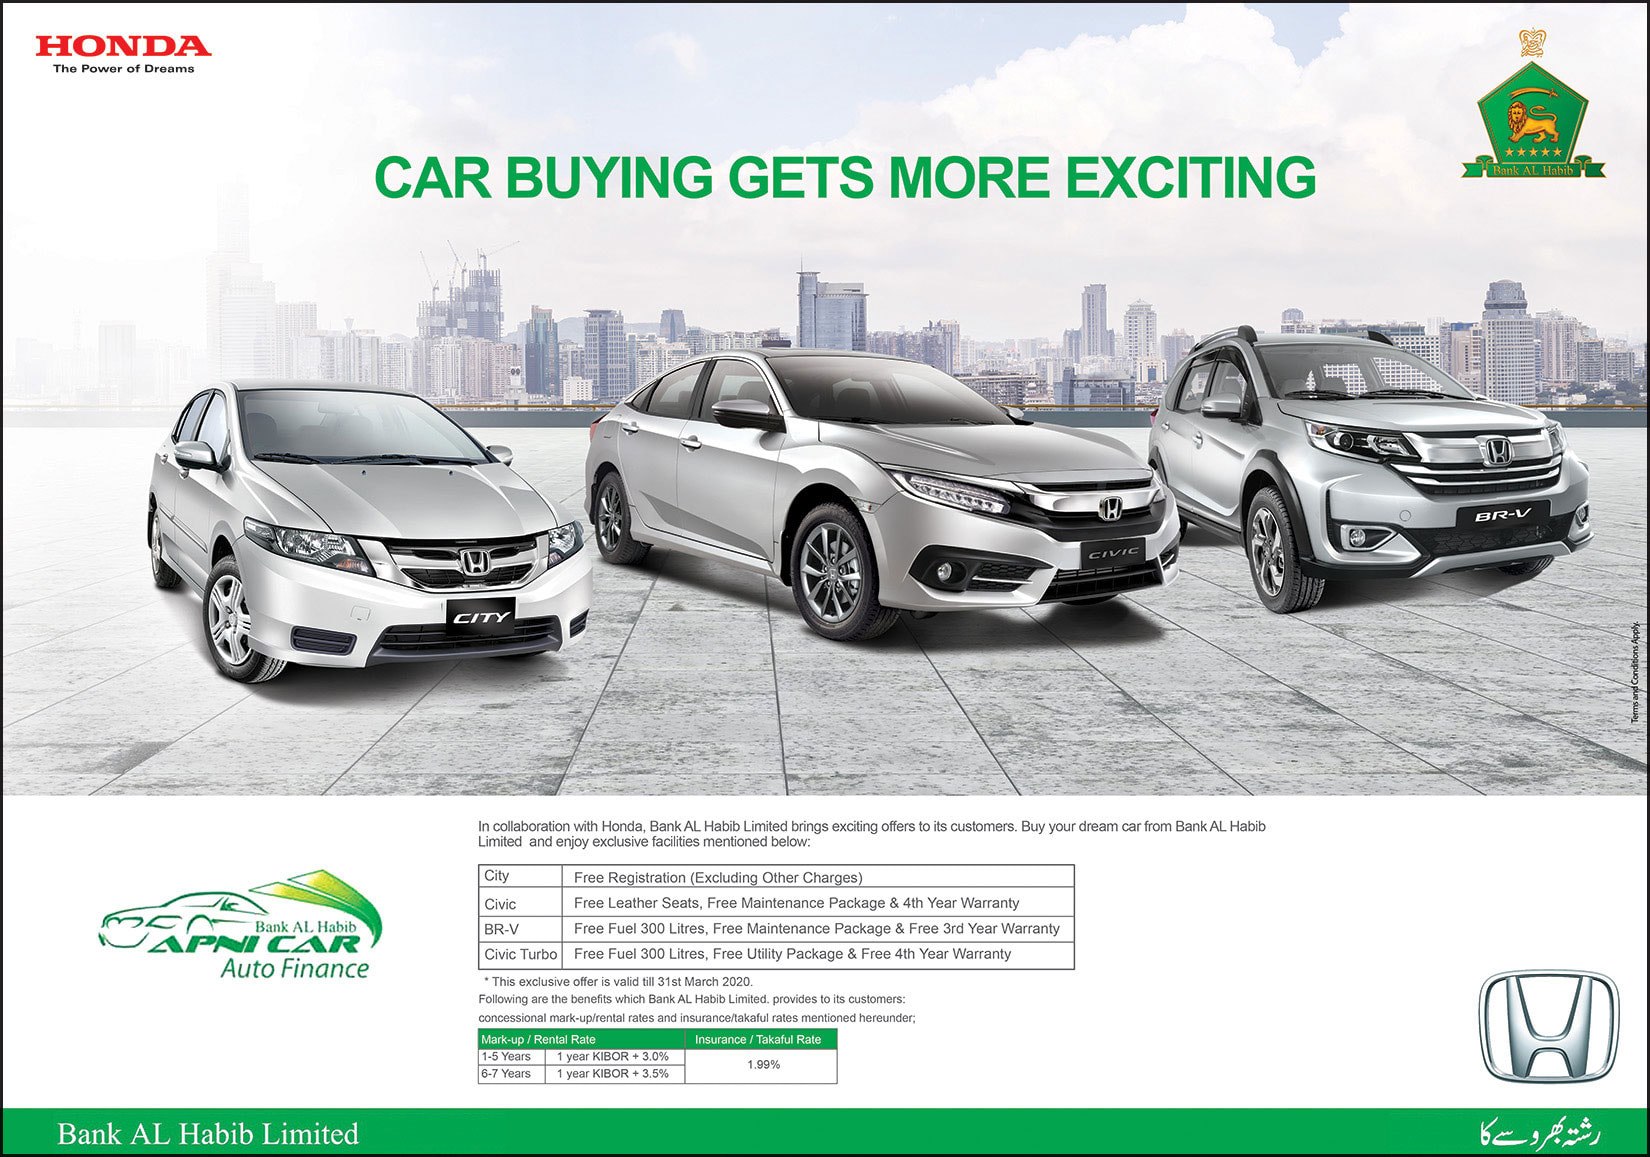 HONDA
The Power of Dreams
Bank AL Habib
CAR BUYING GETS MORE EXCITING
CITY
CIVIC
BR-V
Terms and Conditions Apply.
In collaboration with Honda, Bank AL Habib Limited brings exciting offers to its customers. Buy your dream car from Bank AL Habib
Limited and enjoy exclusive facilities mentioned below:
City Free Registration (Excluding Other Charges)
Civic Free Leather Seats, Free Maintenance Package & 4th Year Warranty
BR-V Free Fuel 300 Litres, Free Maintenance Package & Free 3rd Year Warranty
Civic Turbo Free Fuel 300 Litres, Free Utility Package & Free 4th Year Warranty
* This exclusive offer is valid till 31st March 2020.
Following are the benefits which Bank AL Habib Limited. provides to its customers:
concessional mark-up/rental rates and insurance/takaful rates mentioned hereunder;
Mark-up / Rental Rate Insurance / Takaful Rate
1-5 Years 1 year KIBOR + 3.0%
1.99%
6-7 Years 1 year KIBOR + 3.5%
Bank AL Habib
APNI CAR
Auto Finance
Bank AL Habib Limited
رشتہ بھروسے کا